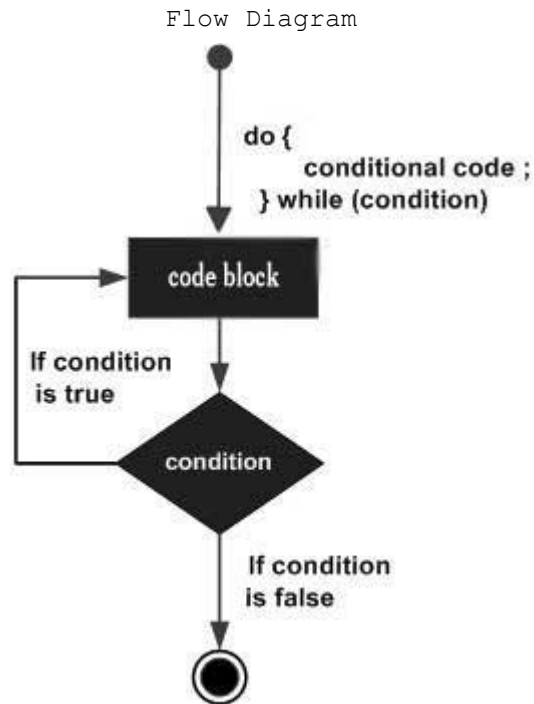 Flow Diagram
do {
conditional code ;
} while (condition)
code block
If condition
is true
condition
If condition
is false